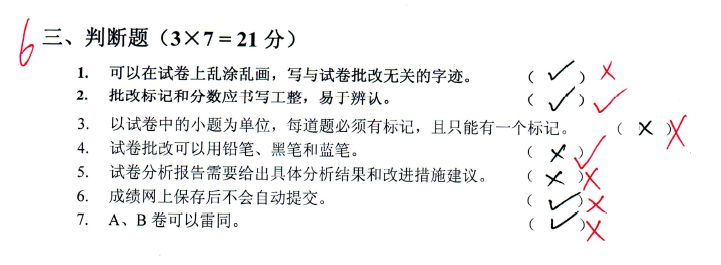 6
三、判断题（3×7＝21 分）
1. 可以在试卷上乱涂乱画，写与试卷批改无关的字迹。 （ ✓ ） ×
2. 批改标记和分数应书写工整，易于辨认。 （ ✓ ） ✓
3. 以试卷中的小题为单位，每道题必须有标记，且只能有一个标记。 （ × ） ×
4. 试卷批改可以用铅笔、黑笔和蓝笔。 （ × ） ✓
5. 试卷分析报告需要给出具体分析结果和改进措施建议。 （ × ） ×
6. 成绩网上保存后不会自动提交。 （ ✓ ） ×
7. A、B 卷可以雷同。 （ ✓ ） ×